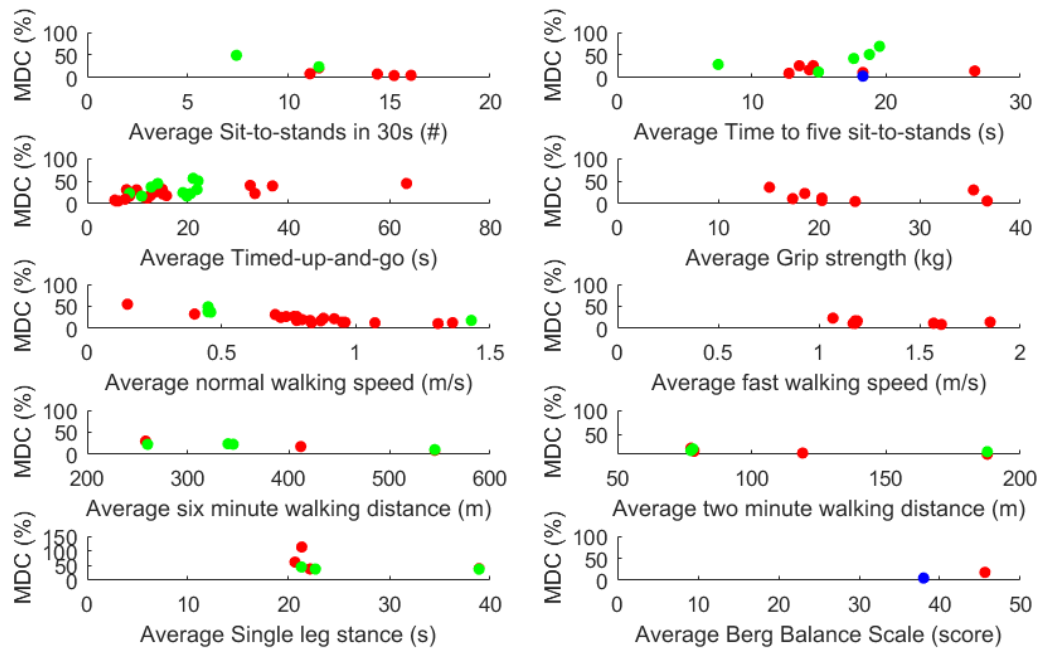 MDC (%)
100
50
0
0 5 10 15 20
Average Sit-to-stands in 30s (#)
MDC (%)
100
50
0
0 10 20 30
Average Time to five sit-to-stands (s)
MDC (%)
100
50
0
0 20 40 60 80
Average Timed-up-and-go (s)
MDC (%)
100
50
0
0 10 20 30 40
Average Grip strength (kg)
MDC (%)
100
50
0
0 0.5 1 1.5
Average normal walking speed (m/s)
MDC (%)
100
50
0
0 0.5 1 1.5 2
Average fast walking speed (m/s)
MDC (%)
100
50
0
200 300 400 500 600
Average six minute walking distance (m)
MDC (%)
100
50
50 100 150 200
Average two minute walking distance (m)
MDC (%)
150
100
50
0
0 10 20 30 40
Average Single leg stance (s)
MDC (%)
100
50
0
0 10 20 30 40 50
Average Berg Balance Scale (score)